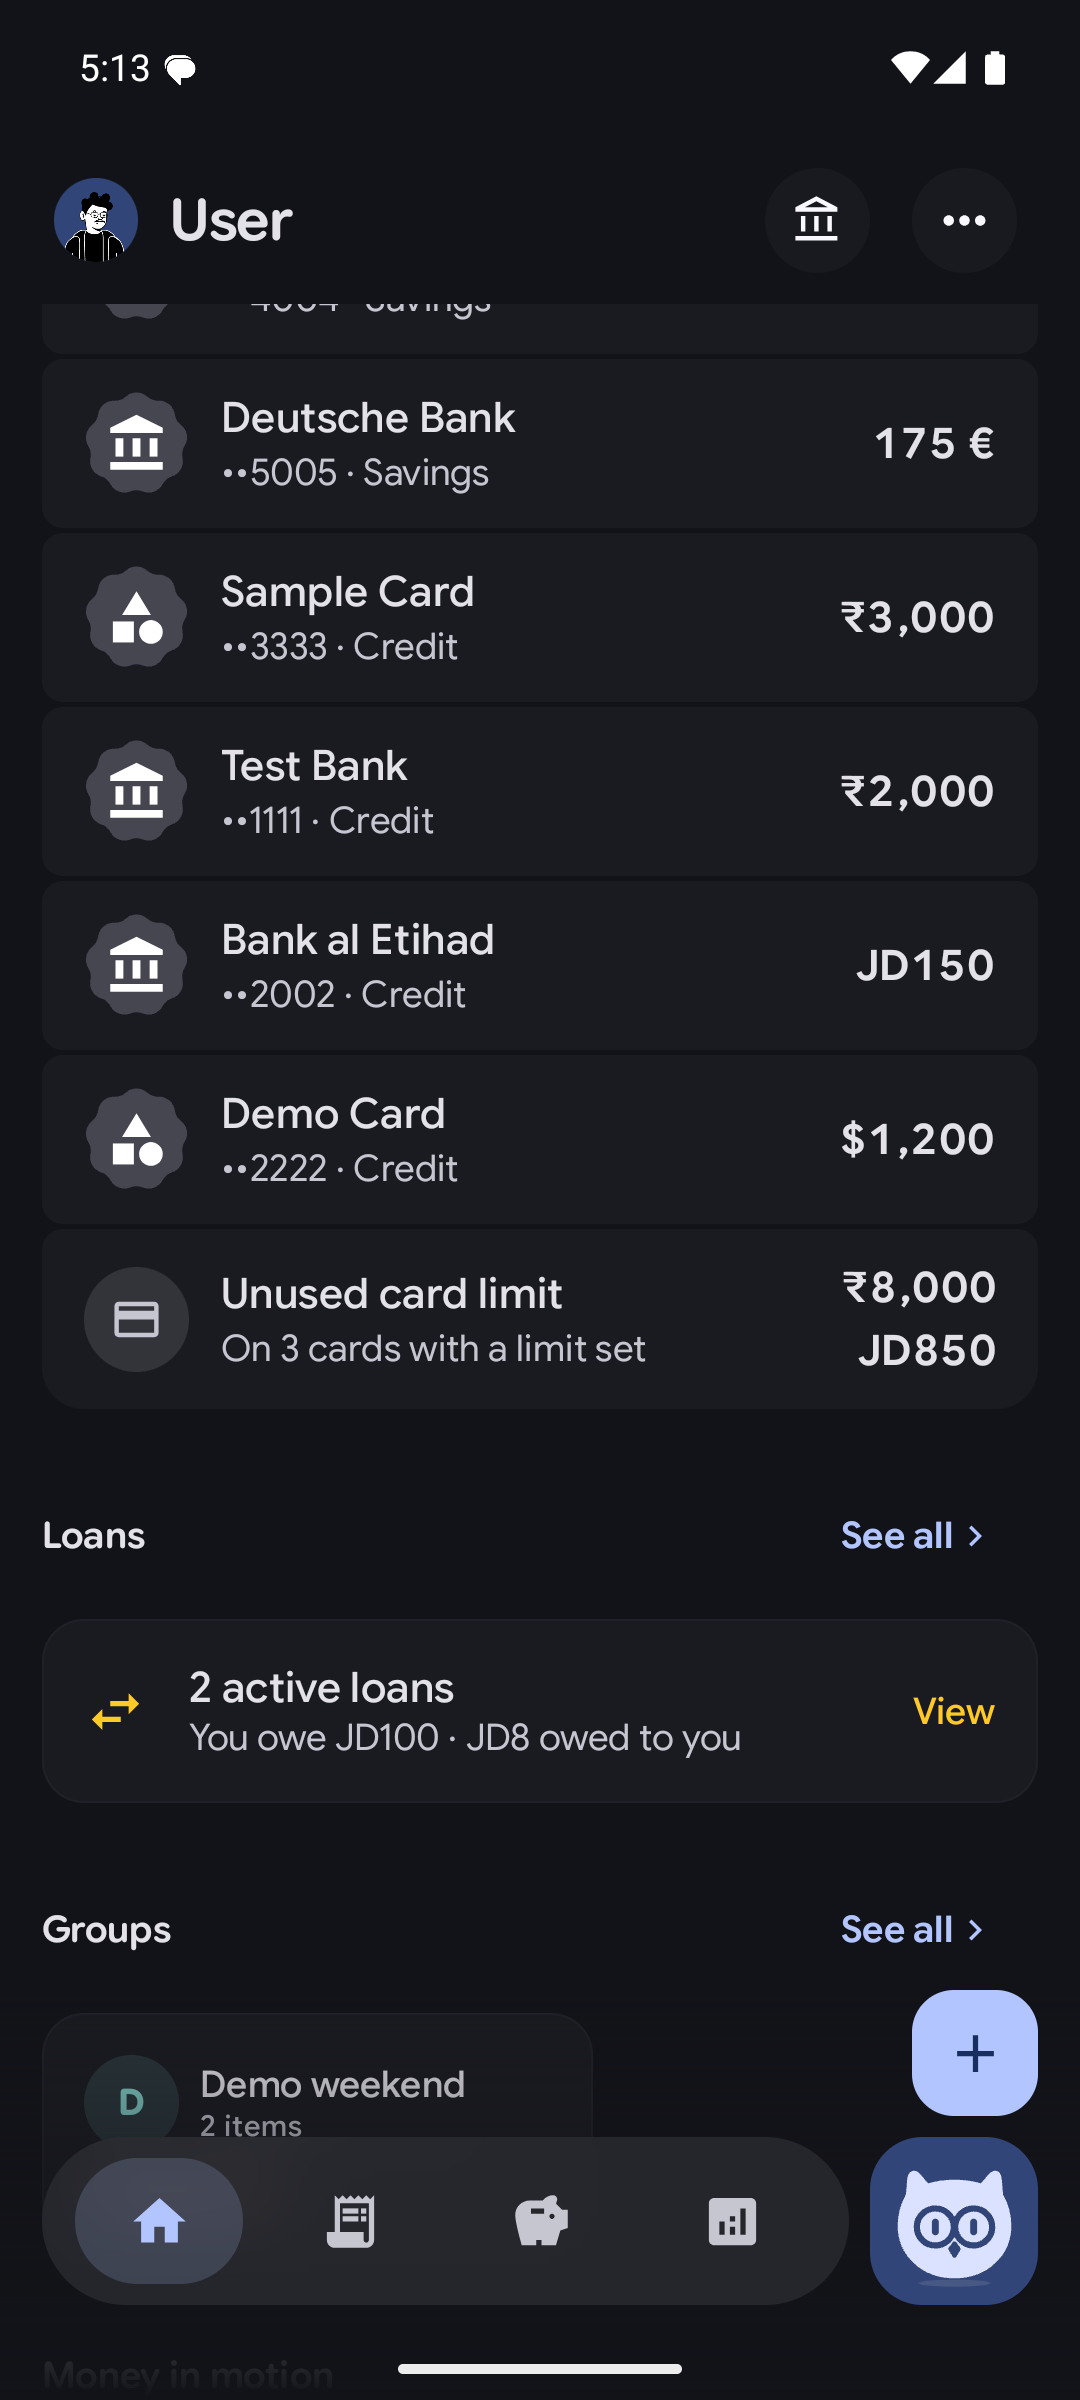 5:13
User
••4004 · Savings
Deutsche Bank
••5005 · Savings
175 €
Sample Card
••3333 · Credit
₹3,000
Test Bank
••1111 · Credit
₹2,000
Bank al Etihad
••2002 · Credit
JD150
Demo Card
••2222 · Credit
$1,200
Unused card limit
On 3 cards with a limit set
₹8,000
JD850
Loans
See all
2 active loans
You owe JD100 · JD8 owed to you
View
Groups
See all
D
Demo weekend
2 items
Money in motion